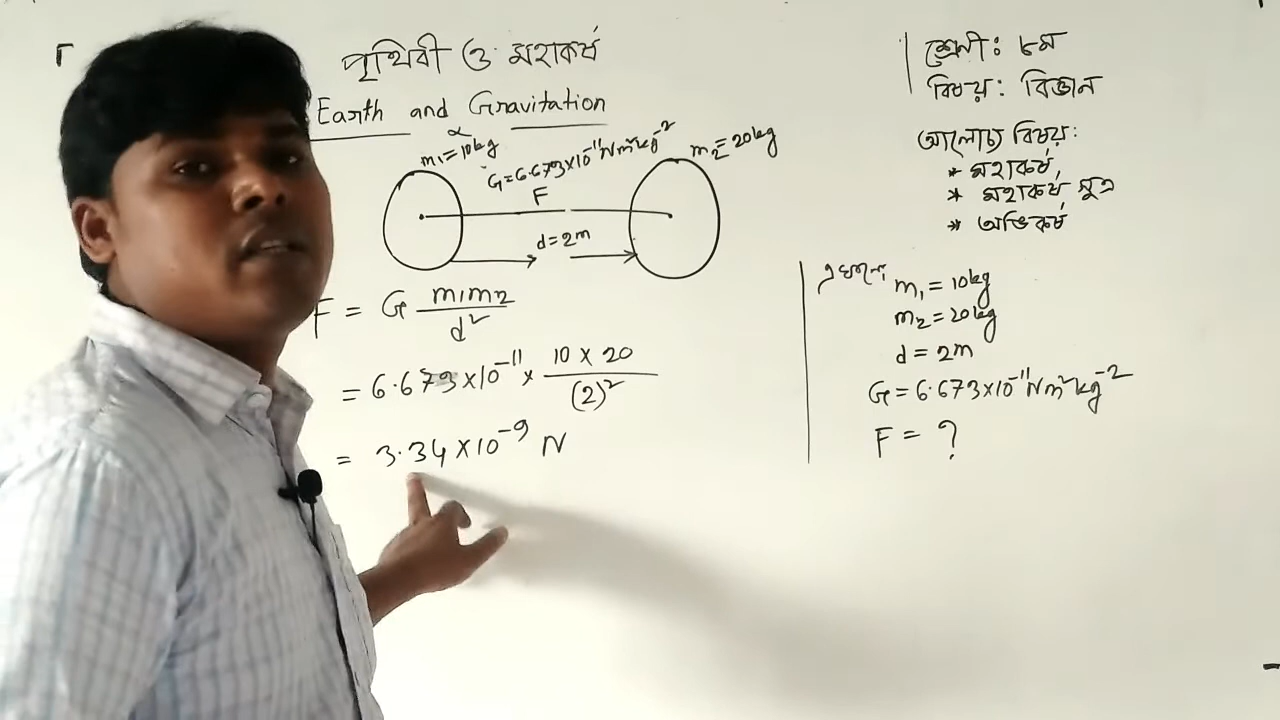 পৃথিবী ও মহাকর্ষ
Earth and Gravitation
m₁=10kg
G=6.673×10⁻¹¹Nm²kg⁻²
m₂=20kg
F
d=2m
F = G m₁m₂/d²
= 6.673×10⁻¹¹ × 10 × 20/(2)²
= 3.34×10⁻⁹ N
শ্রেণী: ৮ম
বিষয়: বিজ্ঞান
আলোচ্য বিষয়:
* মহাকর্ষ,
* মহাকর্ষ সূত্র
* অভিকর্ষ
এখানে, m₁ = 10kg
m₂ = 20kg
d = 2m
G = 6.673×10⁻¹¹Nm²kg⁻²
F = ?